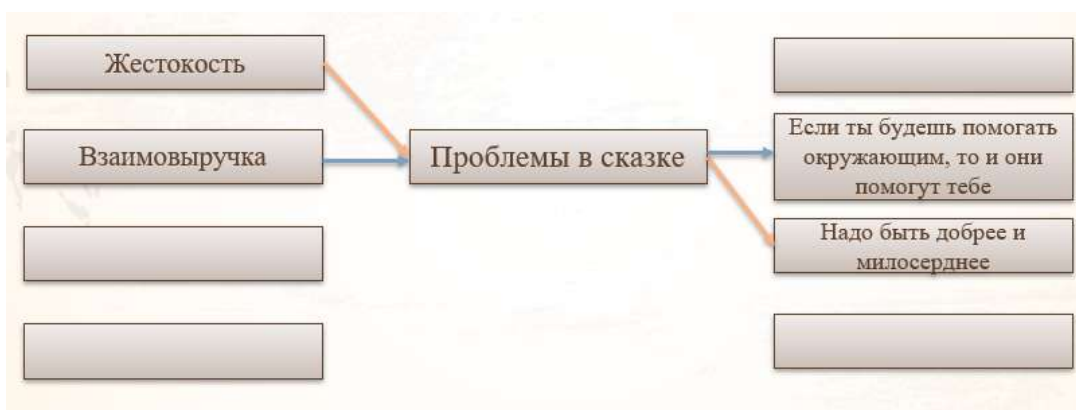 Жестокость
Взаимовыручка
Проблемы в сказке
Если ты будешь помогать
окружающим, то и они
помогут тебе
Надо быть добрее и
милосерднее